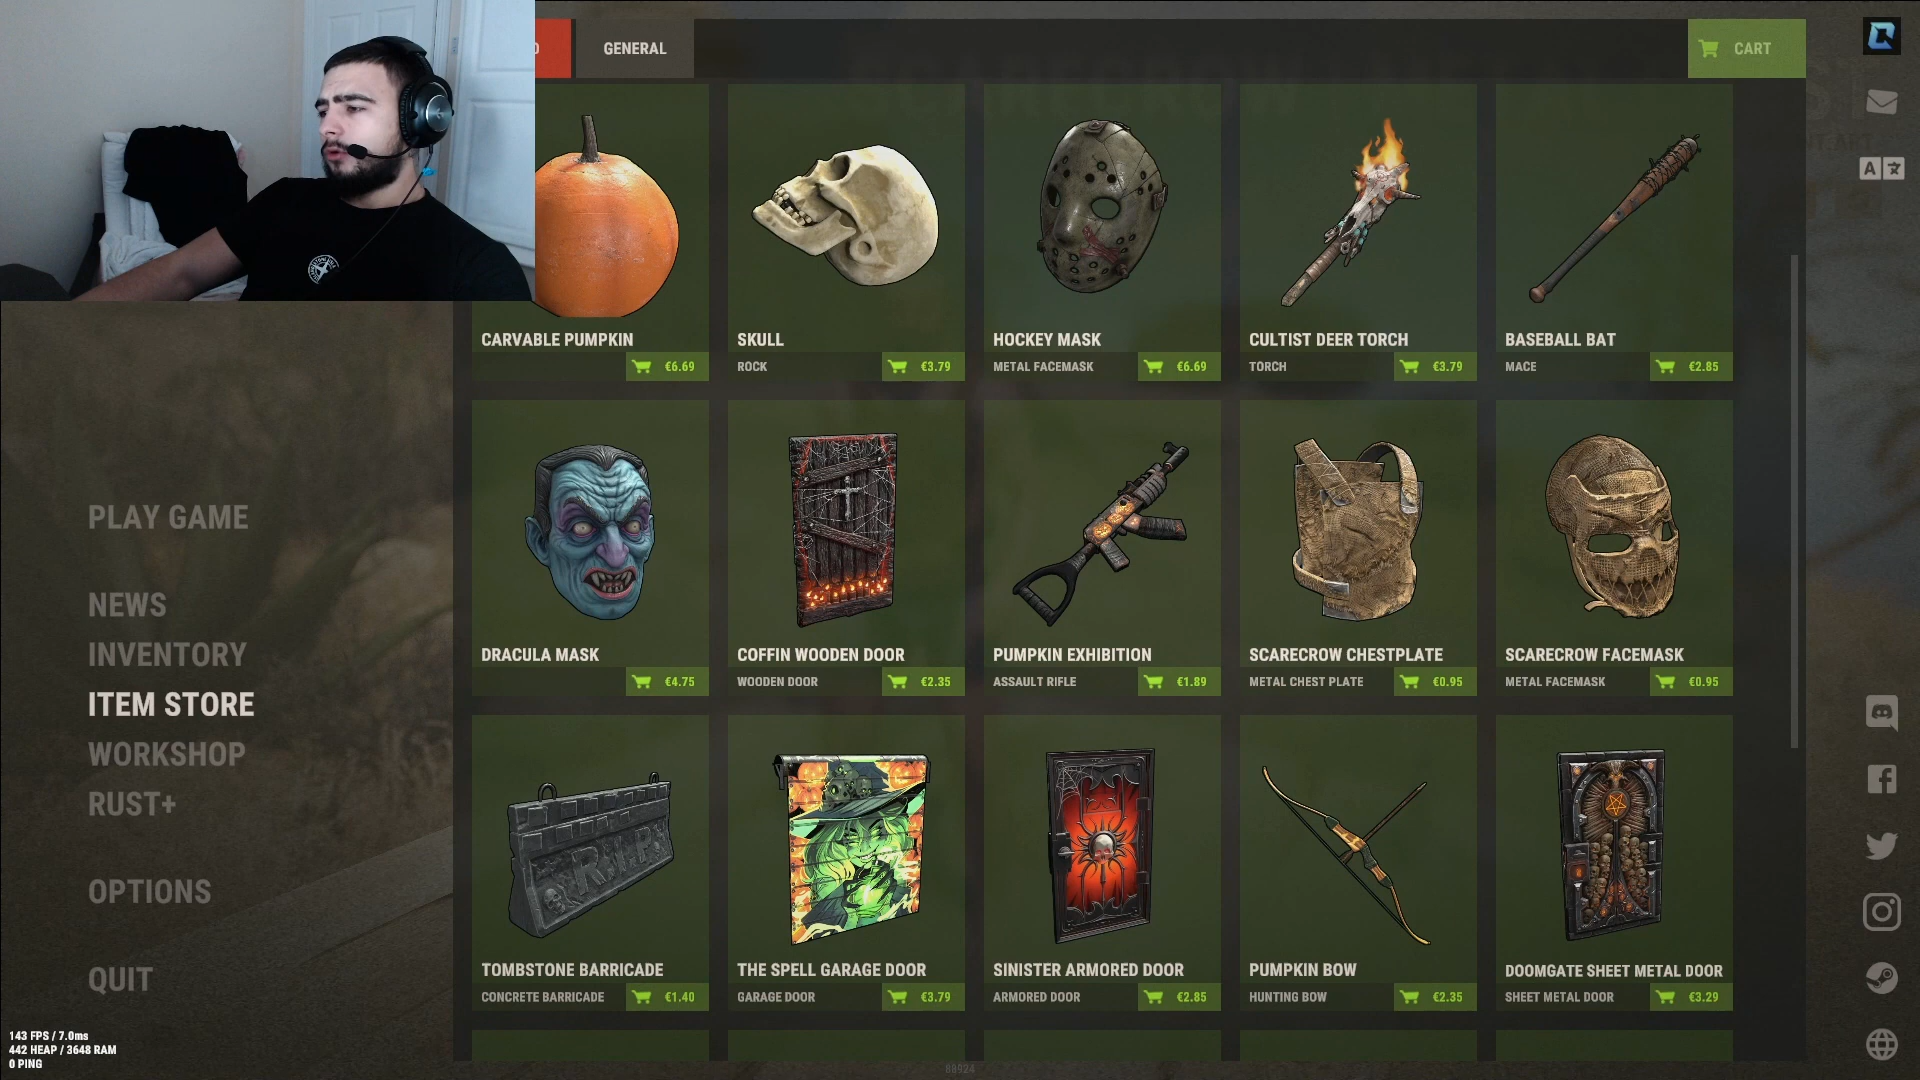 GENERAL
CART
CARVABLE PUMPKIN
€6.69
SKULL
ROCK
€3.79
HOCKEY MASK
METAL FACEMASK
€6.69
CULTIST DEER TORCH
TORCH
€3.79
BASEBALL BAT
MACE
€2.85
DRACULA MASK
€4.75
COFFIN WOODEN DOOR
WOODEN DOOR
€2.35
PUMPKIN EXHIBITION
ASSAULT RIFLE
€1.89
SCARECROW CHESTPLATE
METAL CHEST PLATE
€0.95
SCARECROW FACEMASK
METAL FACEMASK
€0.95
R.I.P.
TOMBSTONE BARRICADE
CONCRETE BARRICADE
€1.40
THE SPELL GARAGE DOOR
GARAGE DOOR
€3.79
SINISTER ARMORED DOOR
ARMORED DOOR
€2.85
PUMPKIN BOW
HUNTING BOW
€2.35
DOOMGATE SHEET METAL DOOR
SHEET METAL DOOR
€3.29
PLAY GAME
NEWS
INVENTORY
ITEM STORE
WORKSHOP
RUST+
OPTIONS
QUIT
143 FPS / 7.0ms
442 HEAP / 3648 RAM
0 PING